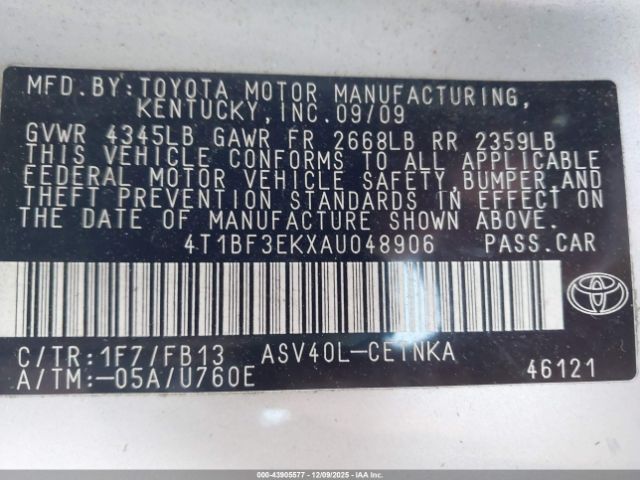 MFD.BY:TOYOTA MOTOR MANUFACTURING,
KENTUCKY,INC.09/09
GVWR 4345LB GAWR FR 2668LB RR 2359LB
THIS VEHICLE CONFORMS TO ALL APPLICABLE
FEDERAL MOTOR VEHICLE SAFETY,BUMPER,AND
THEFT PREVENTION STANDARDS IN EFFECT ON
THE DATE OF MANUFACTURE SHOWN ABOVE.
4T1BF3EKXAU048906 PASS.CAR
C/TR:1F7/FB13 ASV40L-CETNKA
A/TM:-05A/U760E 46121
000-43905577 - 12/09/2025 - IAAI.COM